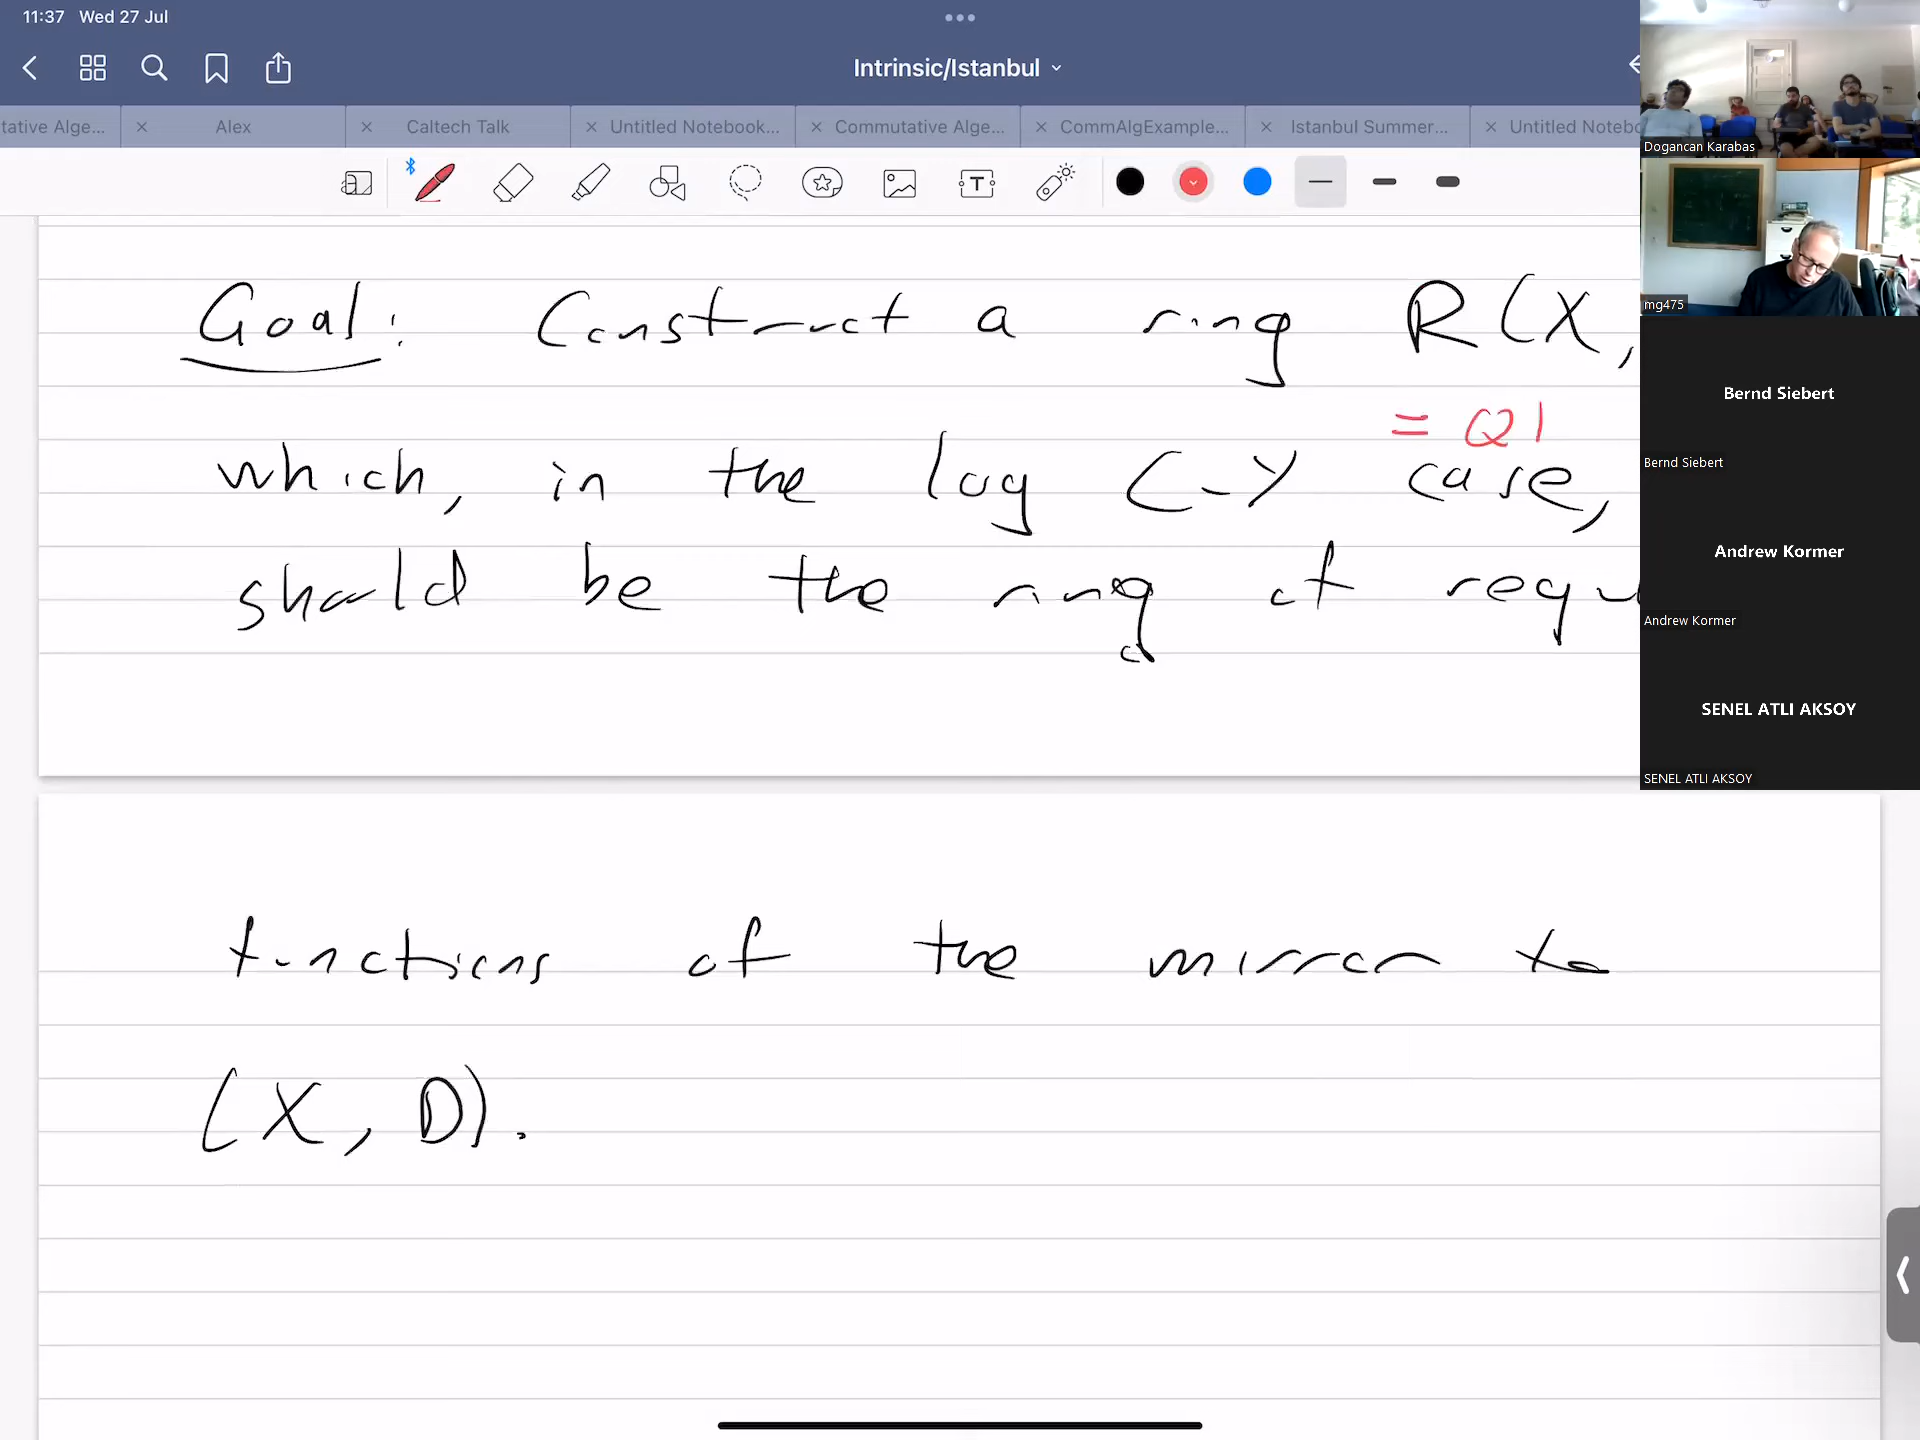 11:37 Wed 27 Jul
Intrinsic/Istanbul
tative Alge...
Alex
Caltech Talk
Untitled Notebook...
Commutative Alge...
CommAlgExample...
Istanbul Summer...
Untitled Notebo
Goal: Construct a ring R(X,
= QI
which, in the log C-Y case,
should be the ring of regu
functions of the mirror to
(X, D).
Dogancan Karabas
mg475
Bernd Siebert
Bernd Siebert
Andrew Kormer
Andrew Kormer
SENEL ATLI AKSOY
SENEL ATLI AKSOY